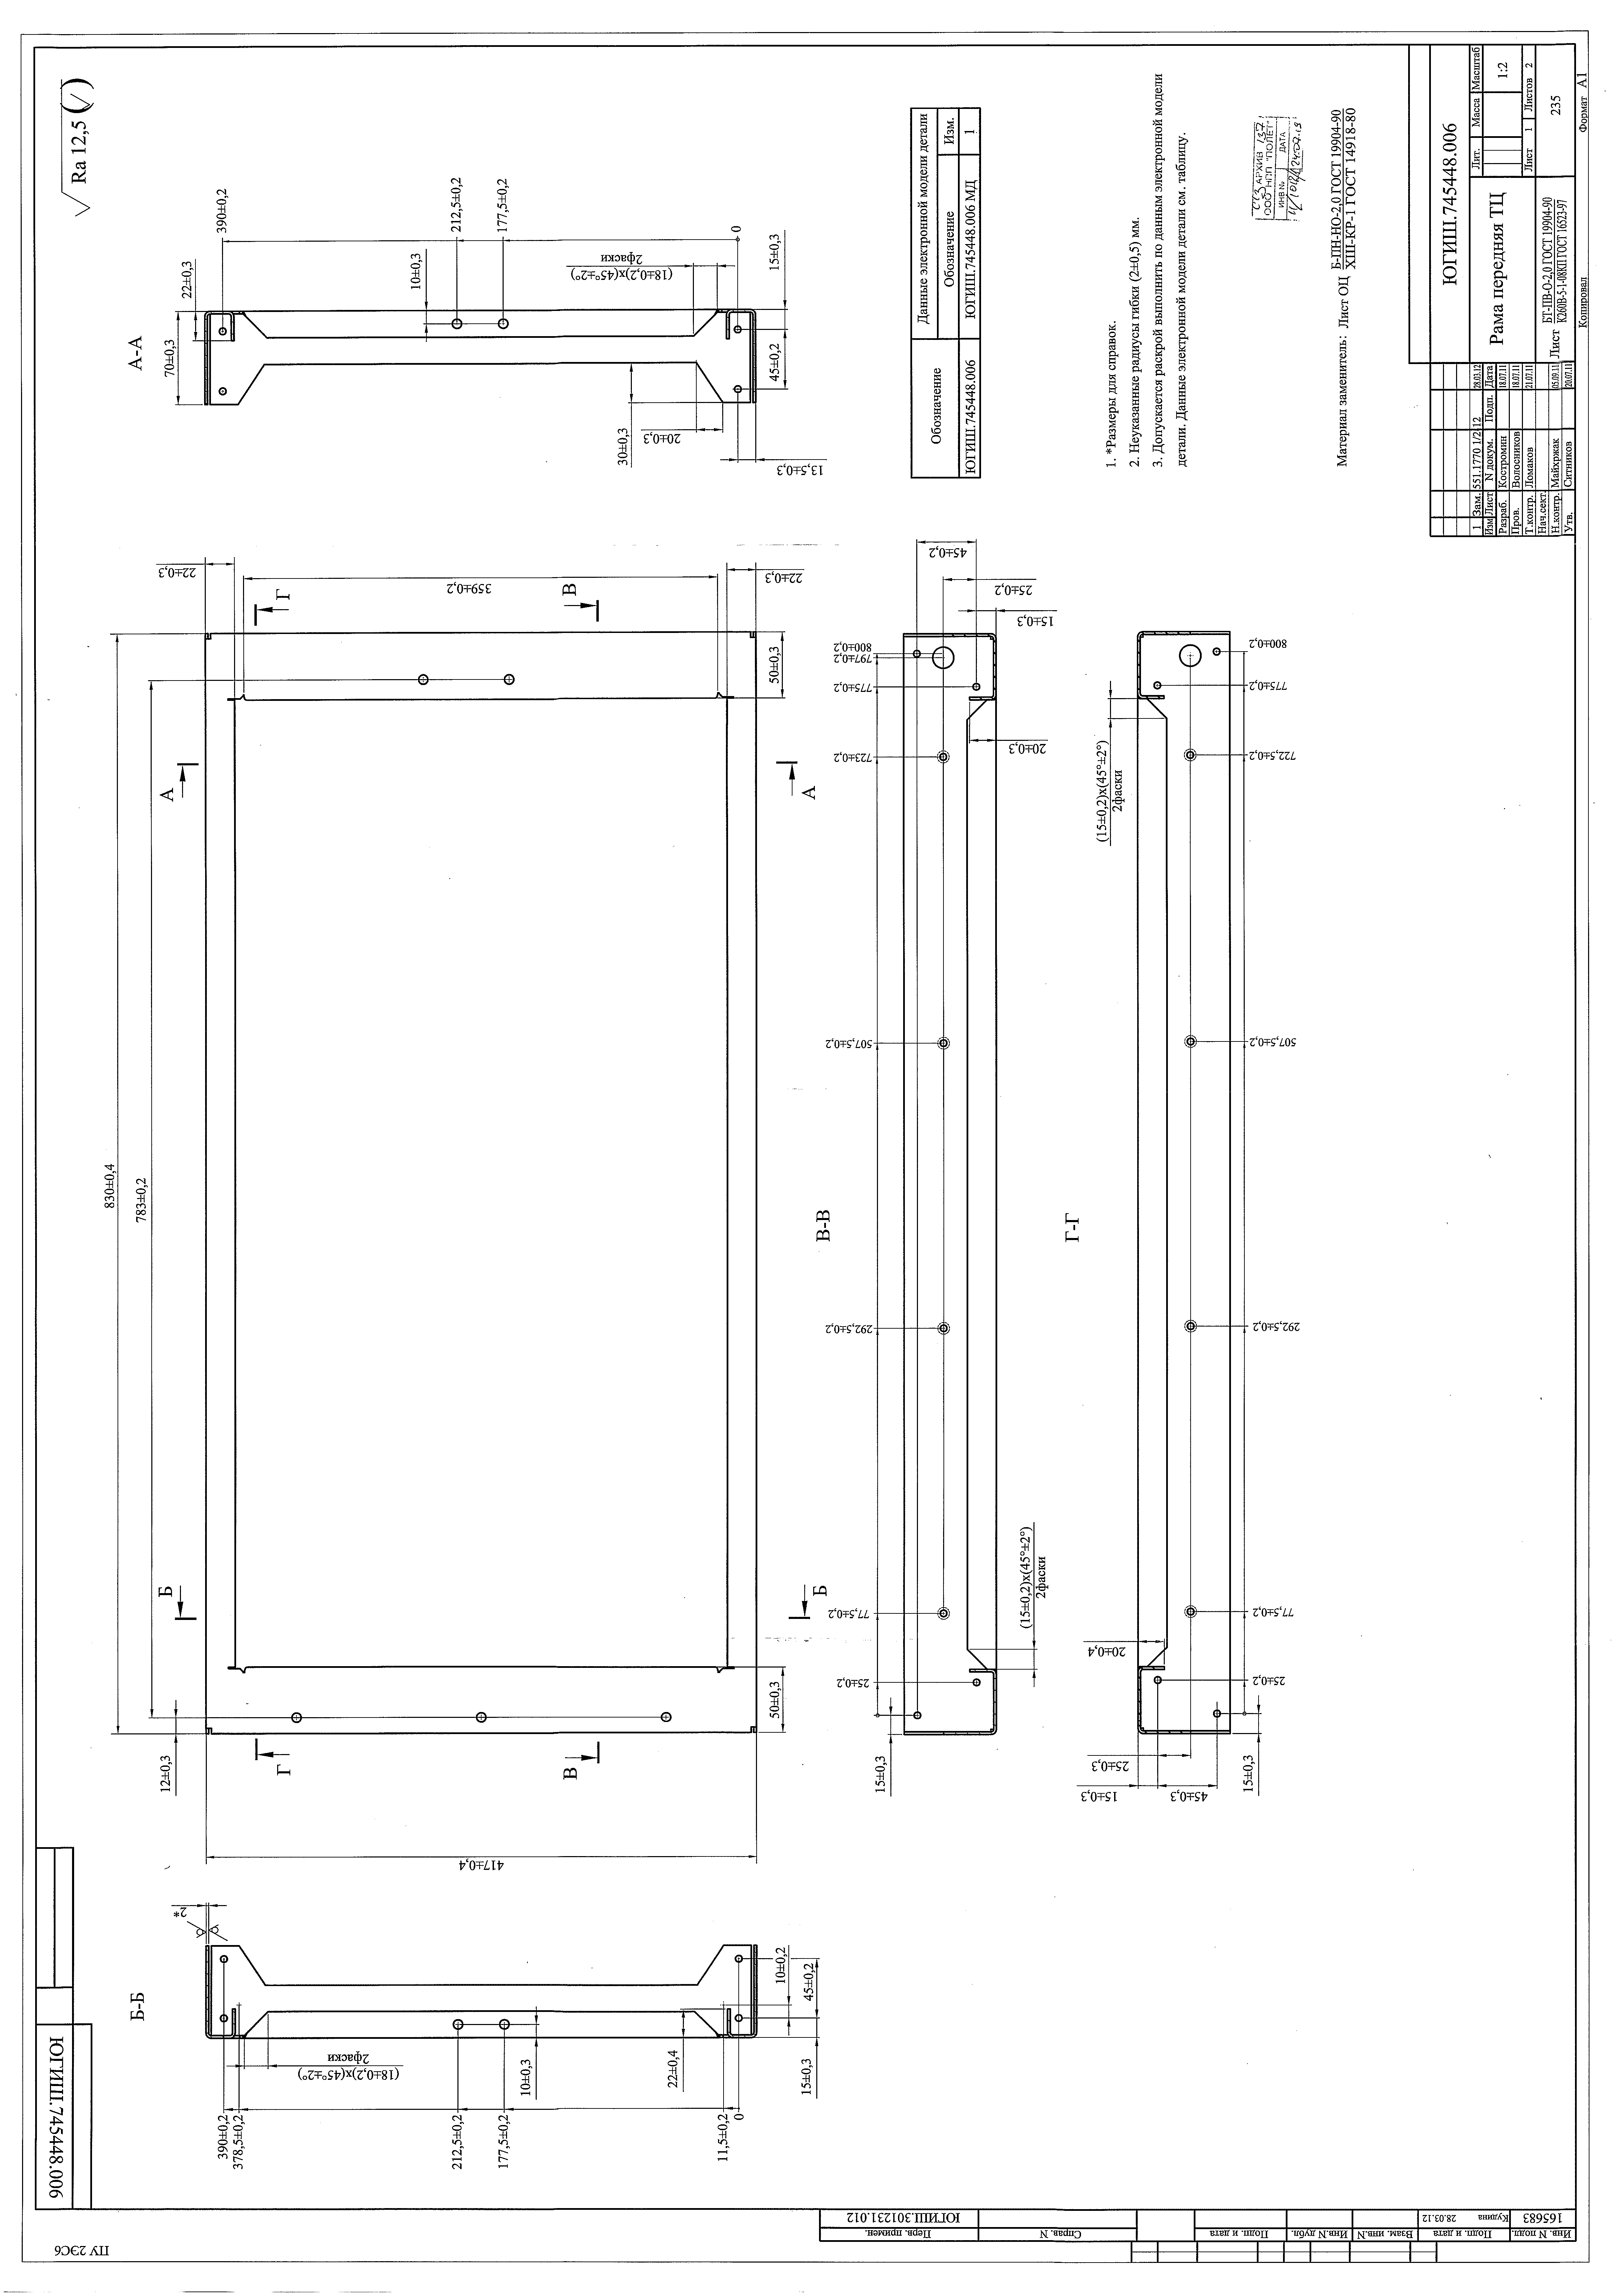 ЮГИШ.745448.006
Ra 12,5 (√)
ПУ 2ЭС6
Б-Б
2*
390±0,2
378,5±0,2
212,5±0,2
177,5±0,2
11,5±0,2
0
(18±0,2)х(45°±2°)
2фаски
10±0,3
22±0,4
15±0,3
45±0,2
10±0,2
830±0,4
783±0,2
12±0,3
417±0,4
50±0,3
50±0,3
22±0,3
359±0,2
22±0,3
Б
Б
А
А
Г
Г
В
В
А-А
70±0,3
22±0,3
390±0,2
212,5±0,2
177,5±0,2
0
10±0,3
(18±0,2)х(45°±2°)
2фаски
15±0,3
45±0,2
30±0,3
20±0,3
13,5±0,3
В-В
15±0,3
25±0,2
77,5±0,2
292,5±0,2
507,5±0,2
723±0,2
775±0,2
797±0,2
800±0,2
45±0,2
25±0,2
15±0,3
20±0,3
(15±0,2)х(45°±2°)
2фаски
Г-Г
(15±0,2)х(45°±2°)
2фаски
20±0,4
25±0,3
15±0,3
45±0,3
15±0,3
25±0,2
77,5±0,2
292,5±0,2
507,5±0,2
722,5±0,2
775±0,2
800±0,2
Обозначение
Данные электронной модели детали
Обозначение
Изм.
ЮГИШ.745448.006
ЮГИШ.745448.006 МД
1
1. *Размеры для справок.
2. Неуказанные радиусы гибки (2±0,5) мм.
3. Допускается раскрой выполнить по данным электронной модели
детали. Данные электронной модели детали см. таблицу.
АРХИВ 137
ООО НПП "ПОЛЕТ"
ИНВ № ДАТА
Материал заменитель: Лист ОЦ Б-ПН-НО-2,0 ГОСТ 19904-90
ХШ-КР-1 ГОСТ 14918-80
ЮГИШ.745448.006
1 Зам. 551.1770 1/2-12 28.03.12
Изм Лист N докум. Подп. Дата
Разраб. Костромин 18.07.11
Пров. Волосников 18.07.11
Т.контр. Ломаков 21.07.11
Нач.сект.
Н.контр. Майхржак 05.09.11
Утв. Ситников 20.07.11
Рама передняя ТЦ
Лит. Масса Масштаб
1:2
Лист 1 Листов 2
Лист БТ-ПВ-О-2,0 ГОСТ 19904-90
К260В-5-1-08КП ГОСТ 16523-97
235
Копировал
Формат А1
Перв. примен.
ЮГИШ.301231.012
Справ. N
Подп. и дата
Инв.N дубл.
Взам. инв.N
Подп. и дата
Кудина 28.03.12
Инв. N подл.
165683